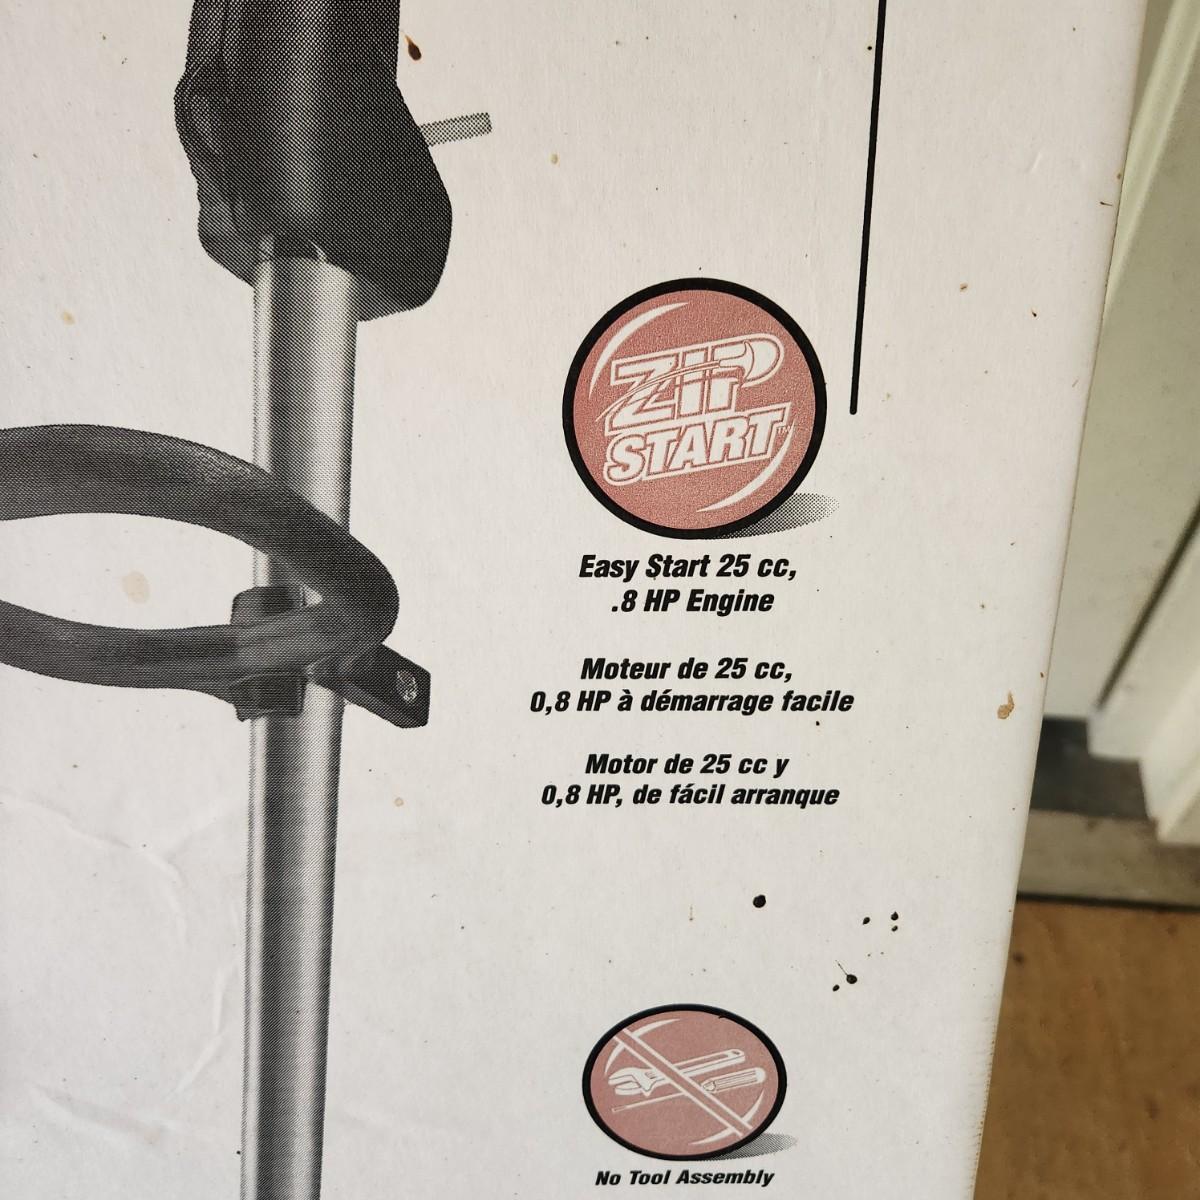 ZIP
START™
Easy Start 25 cc,
.8 HP Engine
Moteur de 25 cc,
0,8 HP à démarrage facile
Motor de 25 cc y
0,8 HP, de fácil arranque
No Tool Assembly